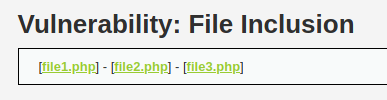 Vulnerability: File Inclusion
[file1.php] - [file2.php] - [file3.php]